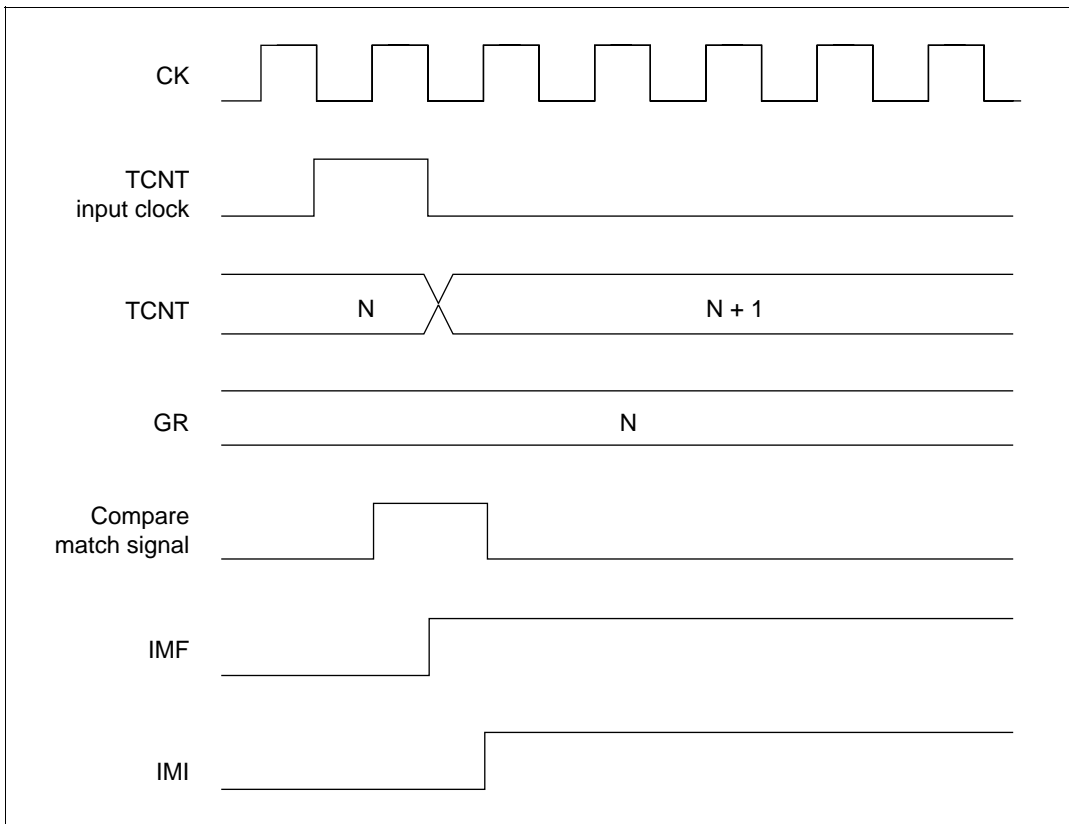 CK
TCNT
input clock
TCNT
N
N + 1
GR
N
Compare
match signal
IMF
IMI